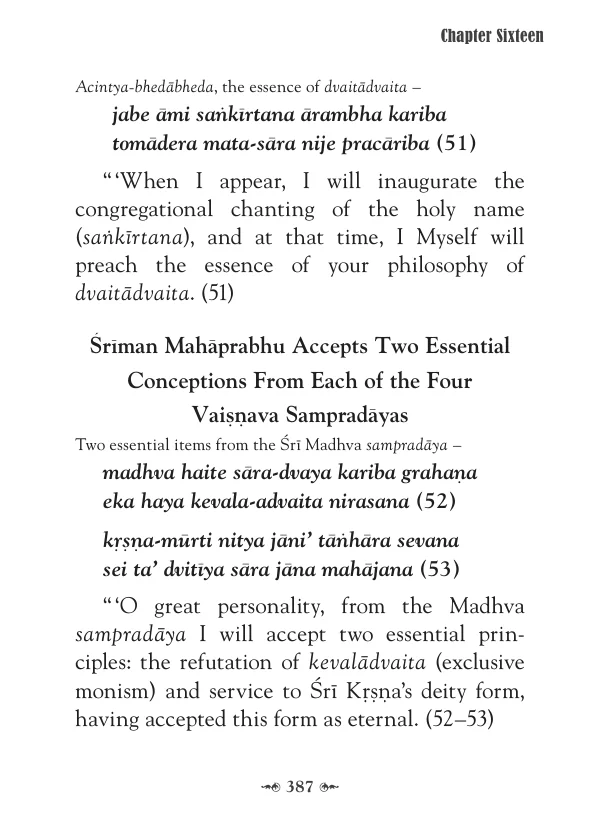 Chapter Sixteen
Acintya-bhedābheda, the essence of dvaitādvaita –
jabe āmi saṅkīrtana ārambha kariba
tomādera mata-sāra nije pracāriba (51)
“ ‘When I appear, I will inaugurate the
congregational chanting of the holy name
(saṅkīrtana), and at that time, I Myself will
preach the essence of your philosophy of
dvaitādvaita. (51)
Śrīman Mahāprabhu Accepts Two Essential
Conceptions From Each of the Four
Vaiṣṇava Sampradāyas
Two essential items from the Śrī Madhva sampradāya –
madhva haite sāra-dvaya kariba grahaṇa
eka haya kevala-advaita nirasana (52)
kṛṣṇa-mūrti nitya jāni’ tāṅhāra sevana
sei ta’ dvitīya sāra jāna mahājana (53)
“ ‘O great personality, from the Madhva
sampradāya I will accept two essential prin-
ciples: the refutation of kevalādvaita (exclusive
monism) and service to Śrī Kṛṣṇa’s deity form,
having accepted this form as eternal. (52–53)
387